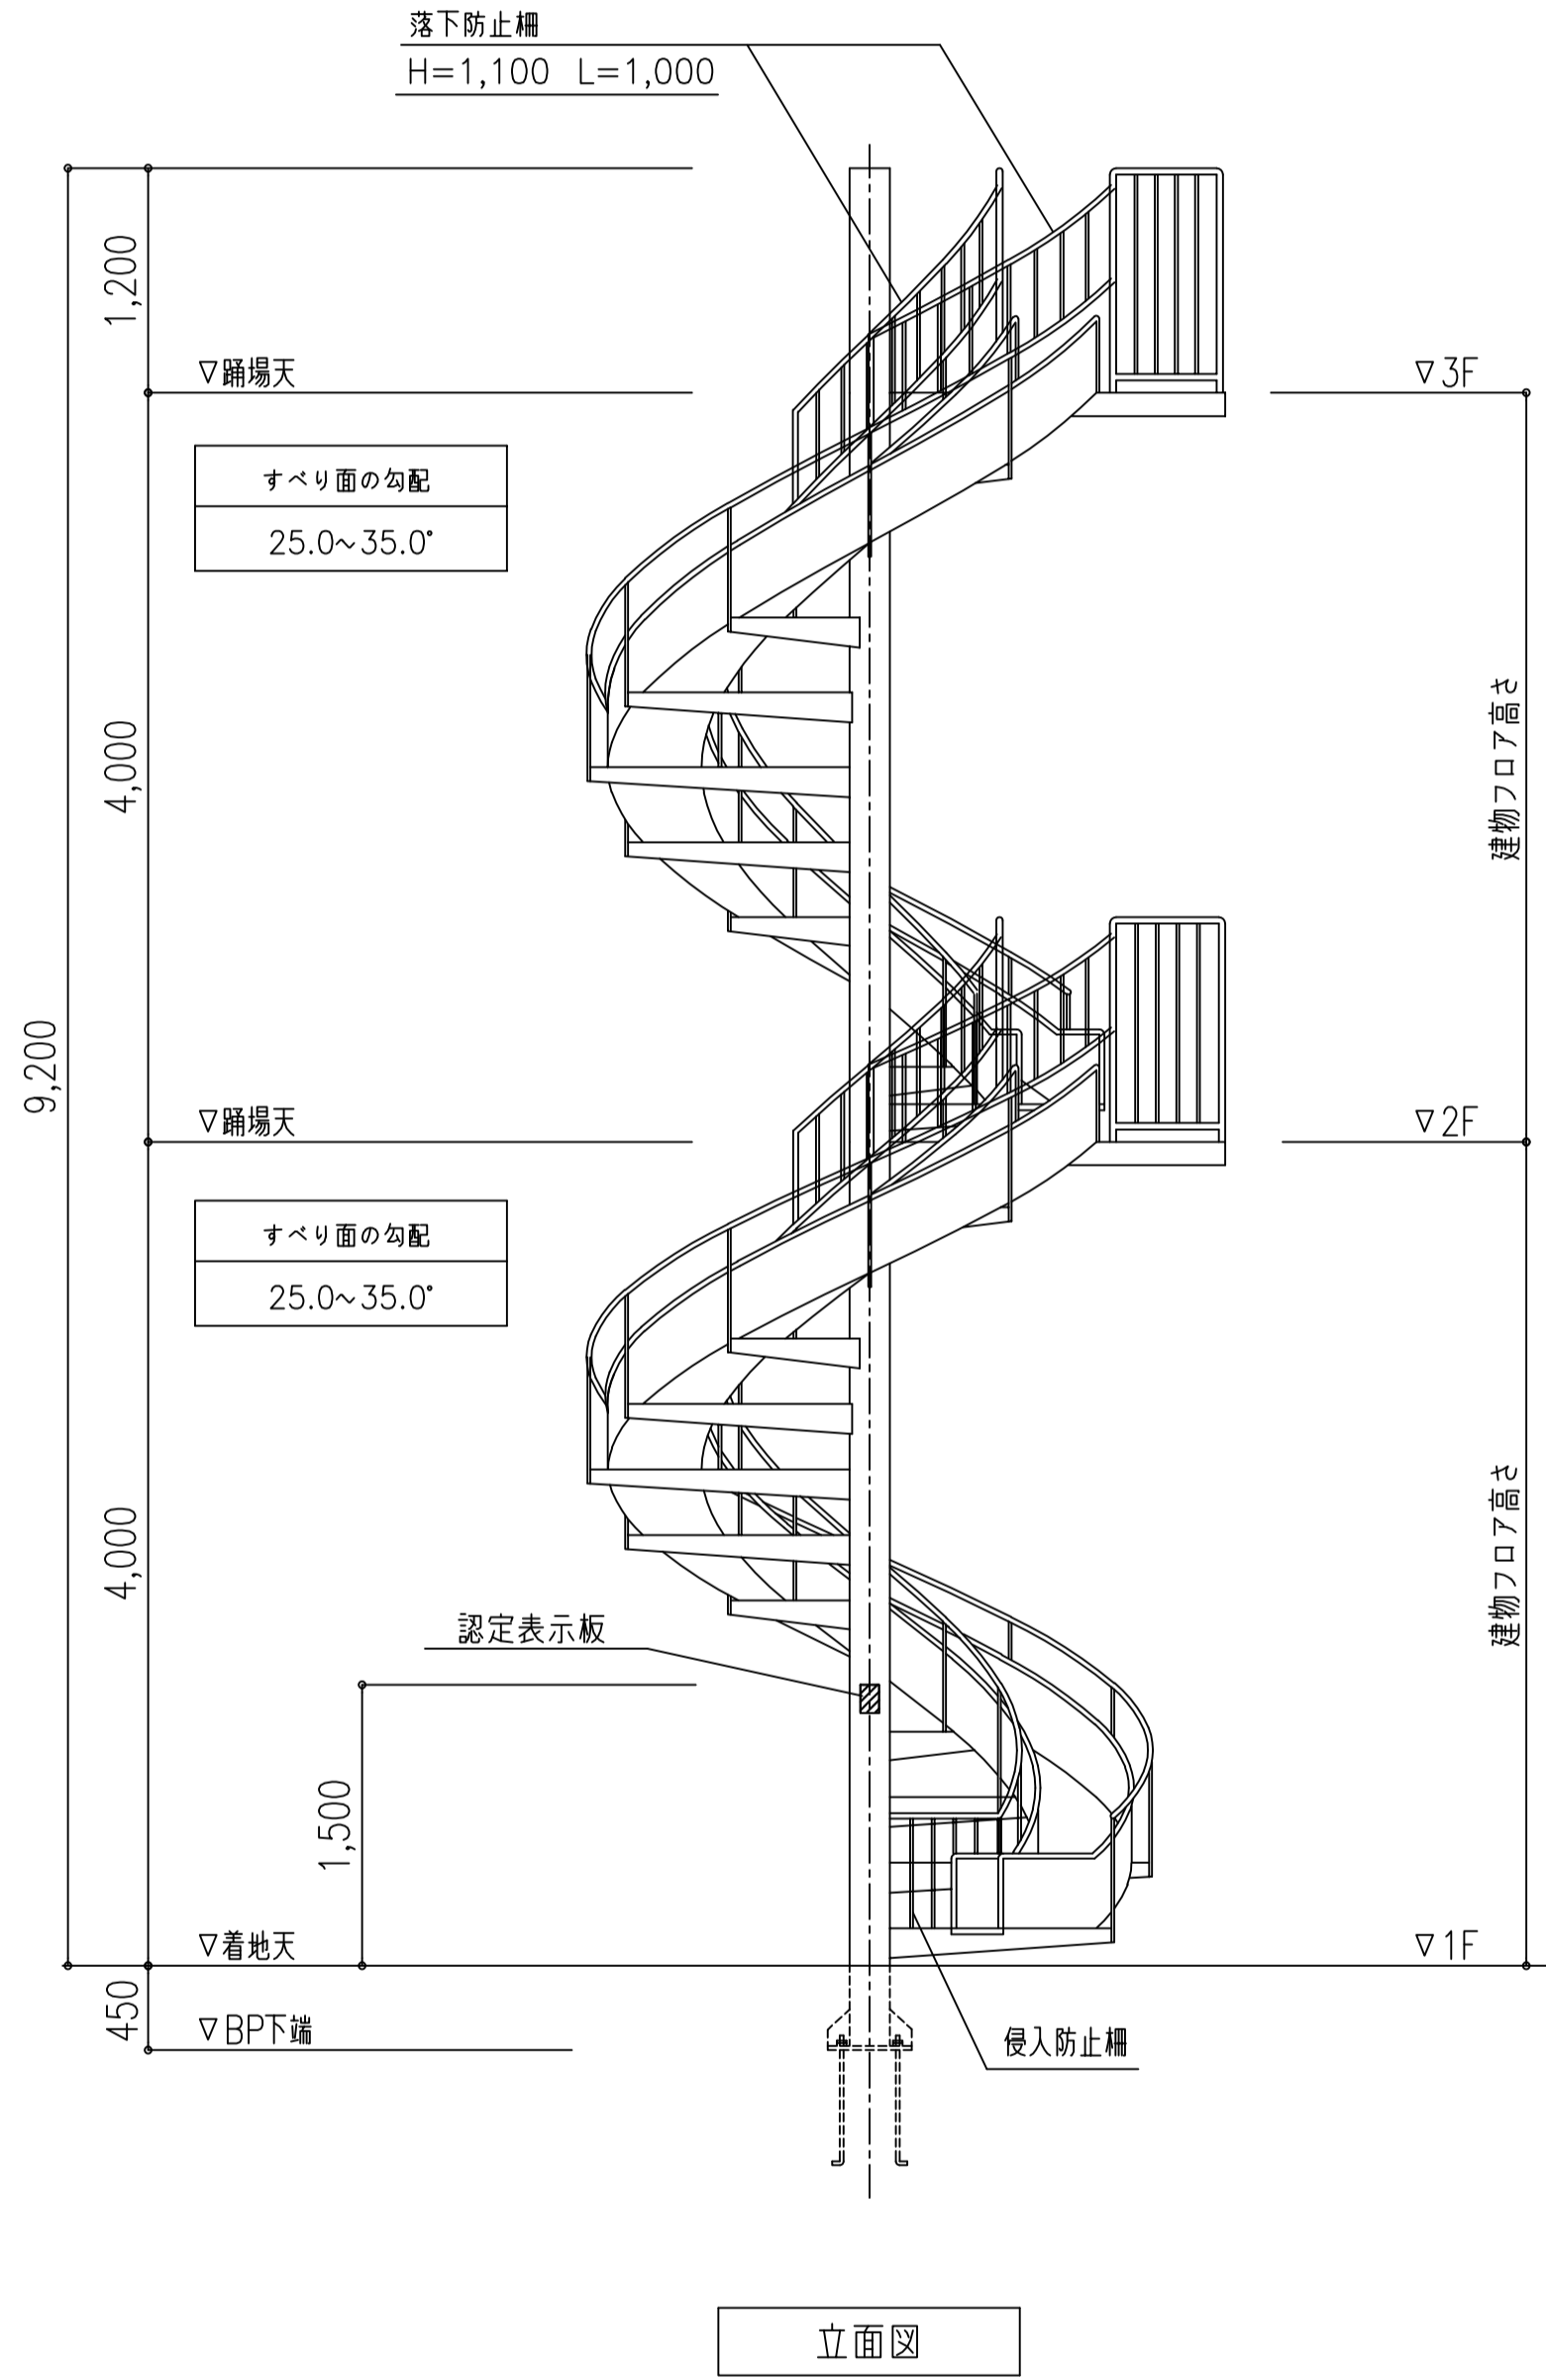 落下防止柵
H=1,100 L=1,000
1,200
▽踊場天
▽3F
すべり面の勾配
25.0~35.0°
4,000
建物フロア高さ
9,200
▽踊場天
▽2F
すべり面の勾配
25.0~35.0°
4,000
建物フロア高さ
認定表示板
1,500
▽着地天
▽1F
450
▽BP下端
侵入防止柵
立面図